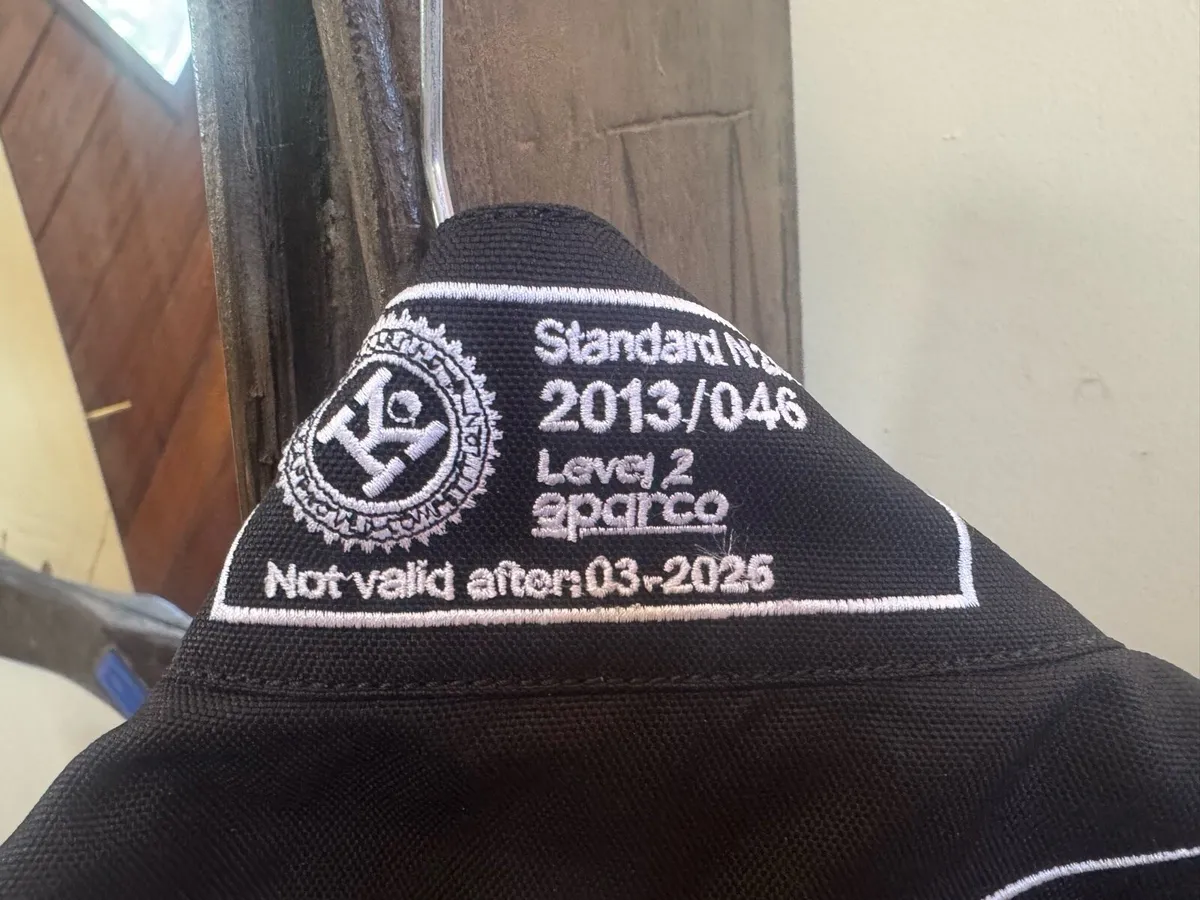 Standard N°
2013/046
Level 2
sparco
Not valid after: 03-2026